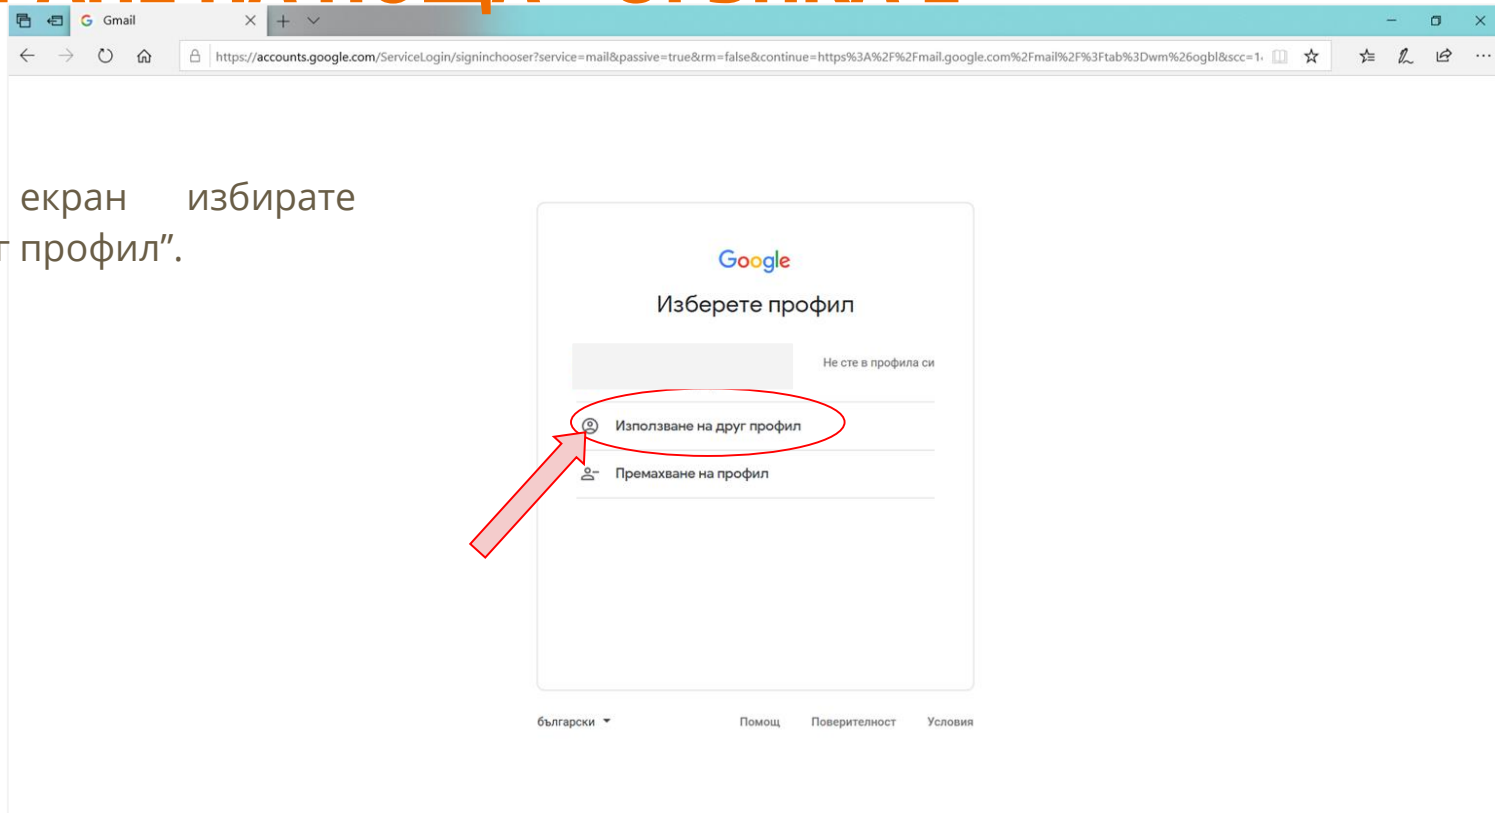 Gmail
https://accounts.google.com/ServiceLogin/signinchooser?service=mail&passive=true&rm=false&continue=https%3A%2F%2Fmail.google.com%2Fmail%2F%3Ftab%3Dwm%26ogbl&scc=1
екран избирате
профил”.
Google
Изберете профил
Не сте в профила си
Използване на друг профил
Премахване на профил
български
Помощ Поверителност Условия